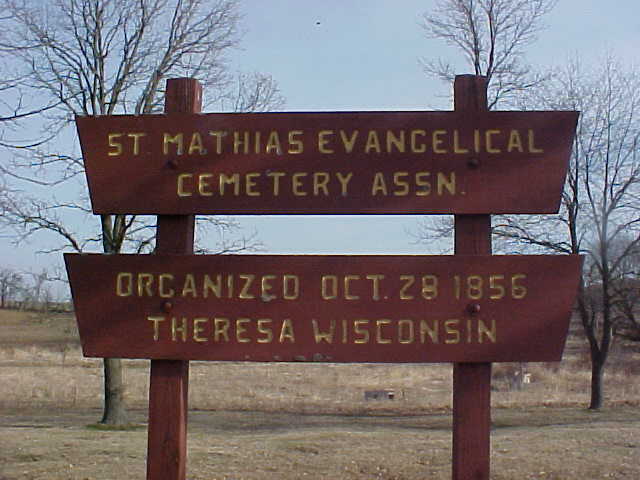 ST. MATHIAS EVANGELICAL
CEMETERY ASSN.
ORGANIZED OCT. 28 1856
THERESA WISCONSIN